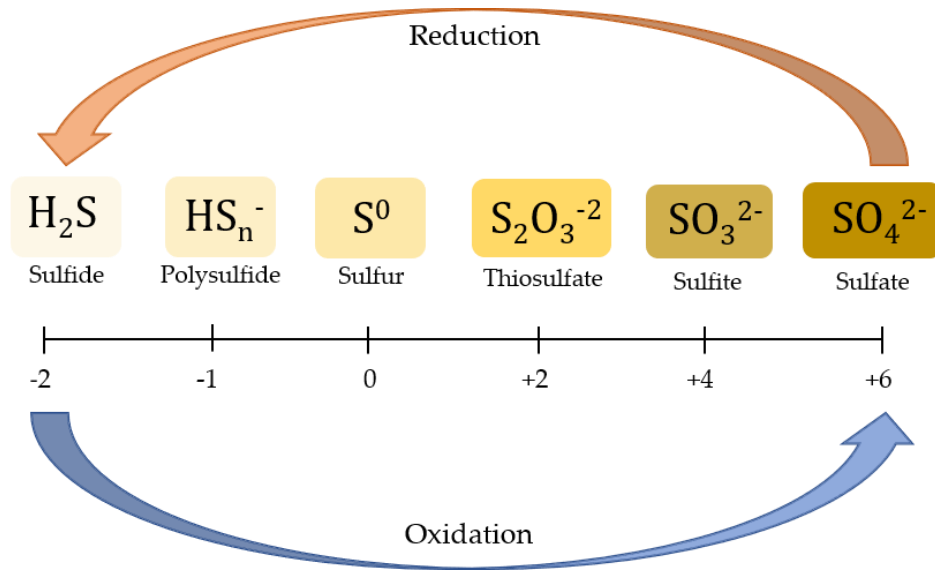 Reduction
H₂S HSₙ⁻ S⁰ S₂O₃⁻² SO₃²⁻ SO₄²⁻
Sulfide Polysulfide Sulfur Thiosulfate Sulfite Sulfate
-2 -1 0 +2 +4 +6
Oxidation